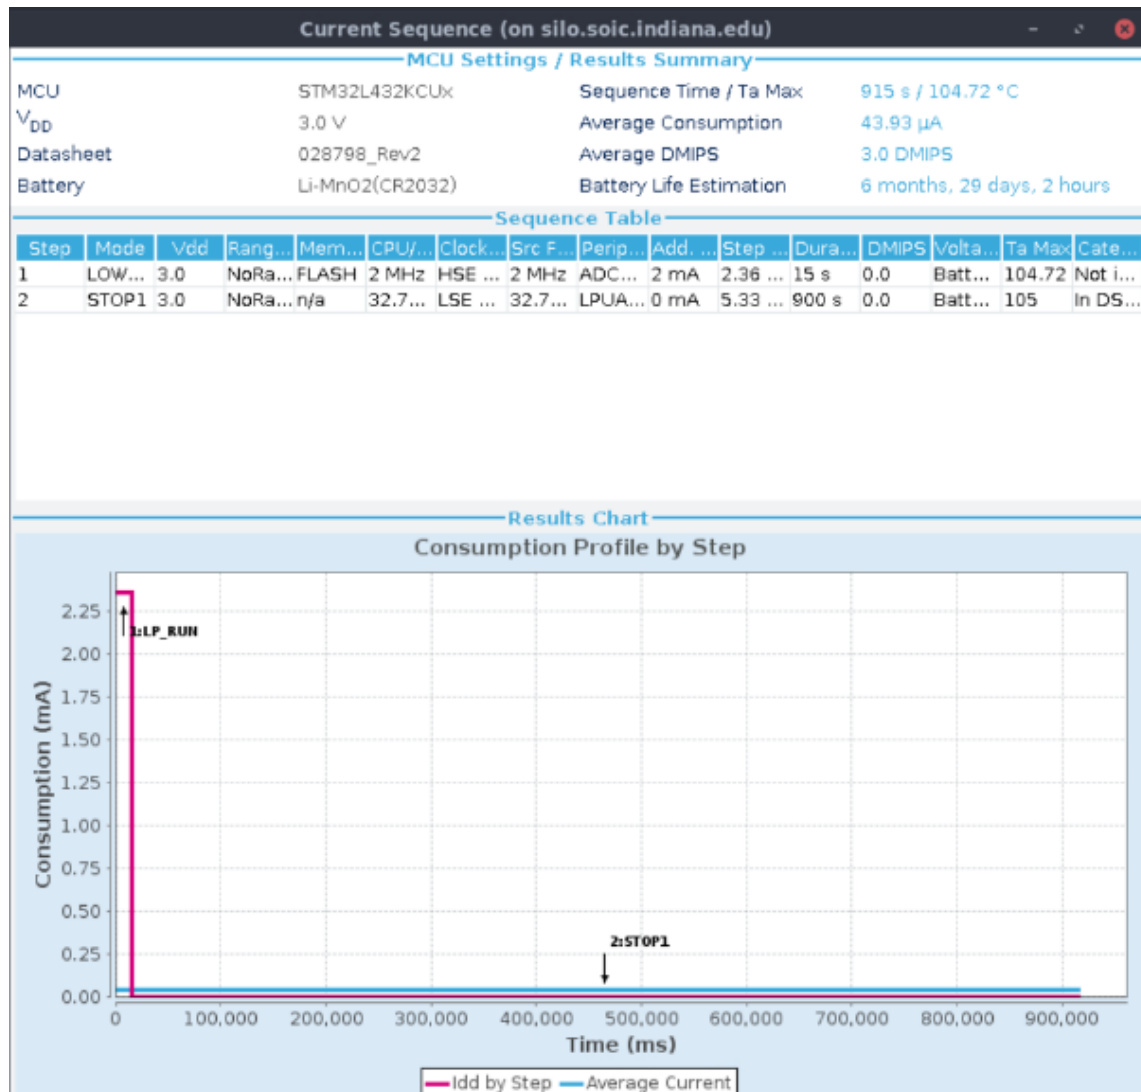 Current Sequence (on silo.soic.indiana.edu)
MCU Settings / Results Summary
MCU STM32L432KCUx Sequence Time / Ta Max 915 s / 104.72 °C
VDD 3.0 V Average Consumption 43.93 µA
Datasheet 028798_Rev2 Average DMIPS 3.0 DMIPS
Battery Li-MnO2(CR2032) Battery Life Estimation 6 months, 29 days, 2 hours
Sequence Table
Step Mode Vdd Rang... Mem... CPU/... Clock... Src F... Perip... Add. ... Step ... Dura... DMIPS Volta... Ta Max Cate...
1 LOW... 3.0 NoRa... FLASH 2 MHz HSE ... 2 MHz ADC... 2 mA 2.36 ... 15 s 0.0 Batt... 104.72 Not i...
2 STOP1 3.0 NoRa... n/a 32.7... LSE ... 32.7... LPUA... 0 mA 5.33 ... 900 s 0.0 Batt... 105 In DS...
Results Chart
Consumption Profile by Step
Consumption (mA)
2.25
1:LP_RUN
2.00
1.75
1.50
1.25
1.00
0.75
0.50
2:STOP1
0.25
0.00
0 100,000 200,000 300,000 400,000 500,000 600,000 700,000 800,000 900,000
Time (ms)
Idd by Step Average Current